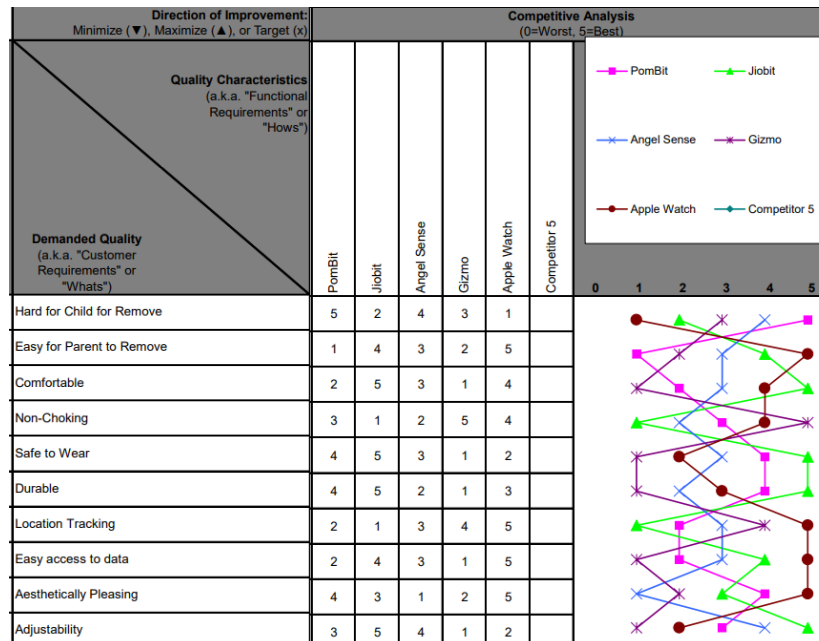 Direction of Improvement:
Minimize (▼), Maximize (▲), or Target (x)
Competitive Analysis
(0=Worst, 5=Best)
Quality Characteristics
(a.k.a. "Functional
Requirements" or
"Hows")
Demanded Quality
(a.k.a. "Customer
Requirements" or
"Whats")
PomBit
Jiobit
Angel Sense
Gizmo
Apple Watch
Competitor 5
PomBit Jiobit
Angel Sense Gizmo
Apple Watch Competitor 5
0 1 2 3 4 5
Hard for Child for Remove 5 2 4 3 1
Easy for Parent to Remove 1 4 3 2 5
Comfortable 2 5 3 1 4
Non-Choking 3 1 2 5 4
Safe to Wear 4 5 3 1 2
Durable 4 5 2 1 3
Location Tracking 2 1 3 4 5
Easy access to data 2 4 3 1 5
Aesthetically Pleasing 4 3 1 2 5
Adjustability 3 5 4 1 2